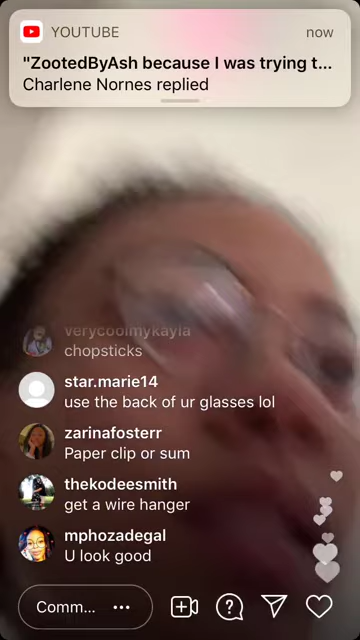 YOUTUBE
now
"ZootedByAsh because I was trying t...
Charlene Nornes replied
verycoolmykayla
chopsticks
star.marie14
use the back of ur glasses lol
zarinafosterr
Paper clip or sum
thekodeesmith
get a wire hanger
mphozadegal
U look good
Comm...